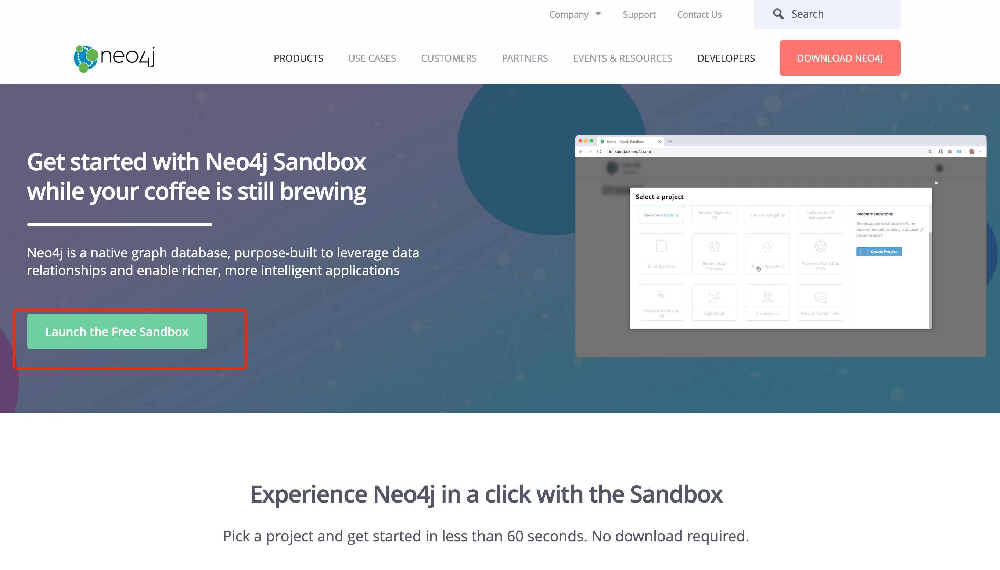 Company
Support
Contact Us
Search
neo4j
PRODUCTS
USE CASES
CUSTOMERS
PARTNERS
EVENTS & RESOURCES
DEVELOPERS
DOWNLOAD NEO4J
Get started with Neo4j Sandbox
while your coffee is still brewing
Neo4j is a native graph database, purpose-built to leverage data
relationships and enable richer, more intelligent applications
Launch the Free Sandbox
Home - Neo4j Sandbox
sandbox.neo4j.com
Select a project
Recommendations
Panama Papers by
ICIJ
Crime Investigation
Network and IT
Management
Blank Sandbox
Bloom Visual
Discovery
Graph Algorithms
Women's World Cup
2019
Paradise Papers by
ICIJ
Legis-Graph
Trumpworld
Russian Twitter Trolls
Recommendations
Generate personalized real-time
recommendations using a dataset of
movie reviews.
Create Project
Experience Neo4j in a click with the Sandbox
Pick a project and get started in less than 60 seconds. No download required.